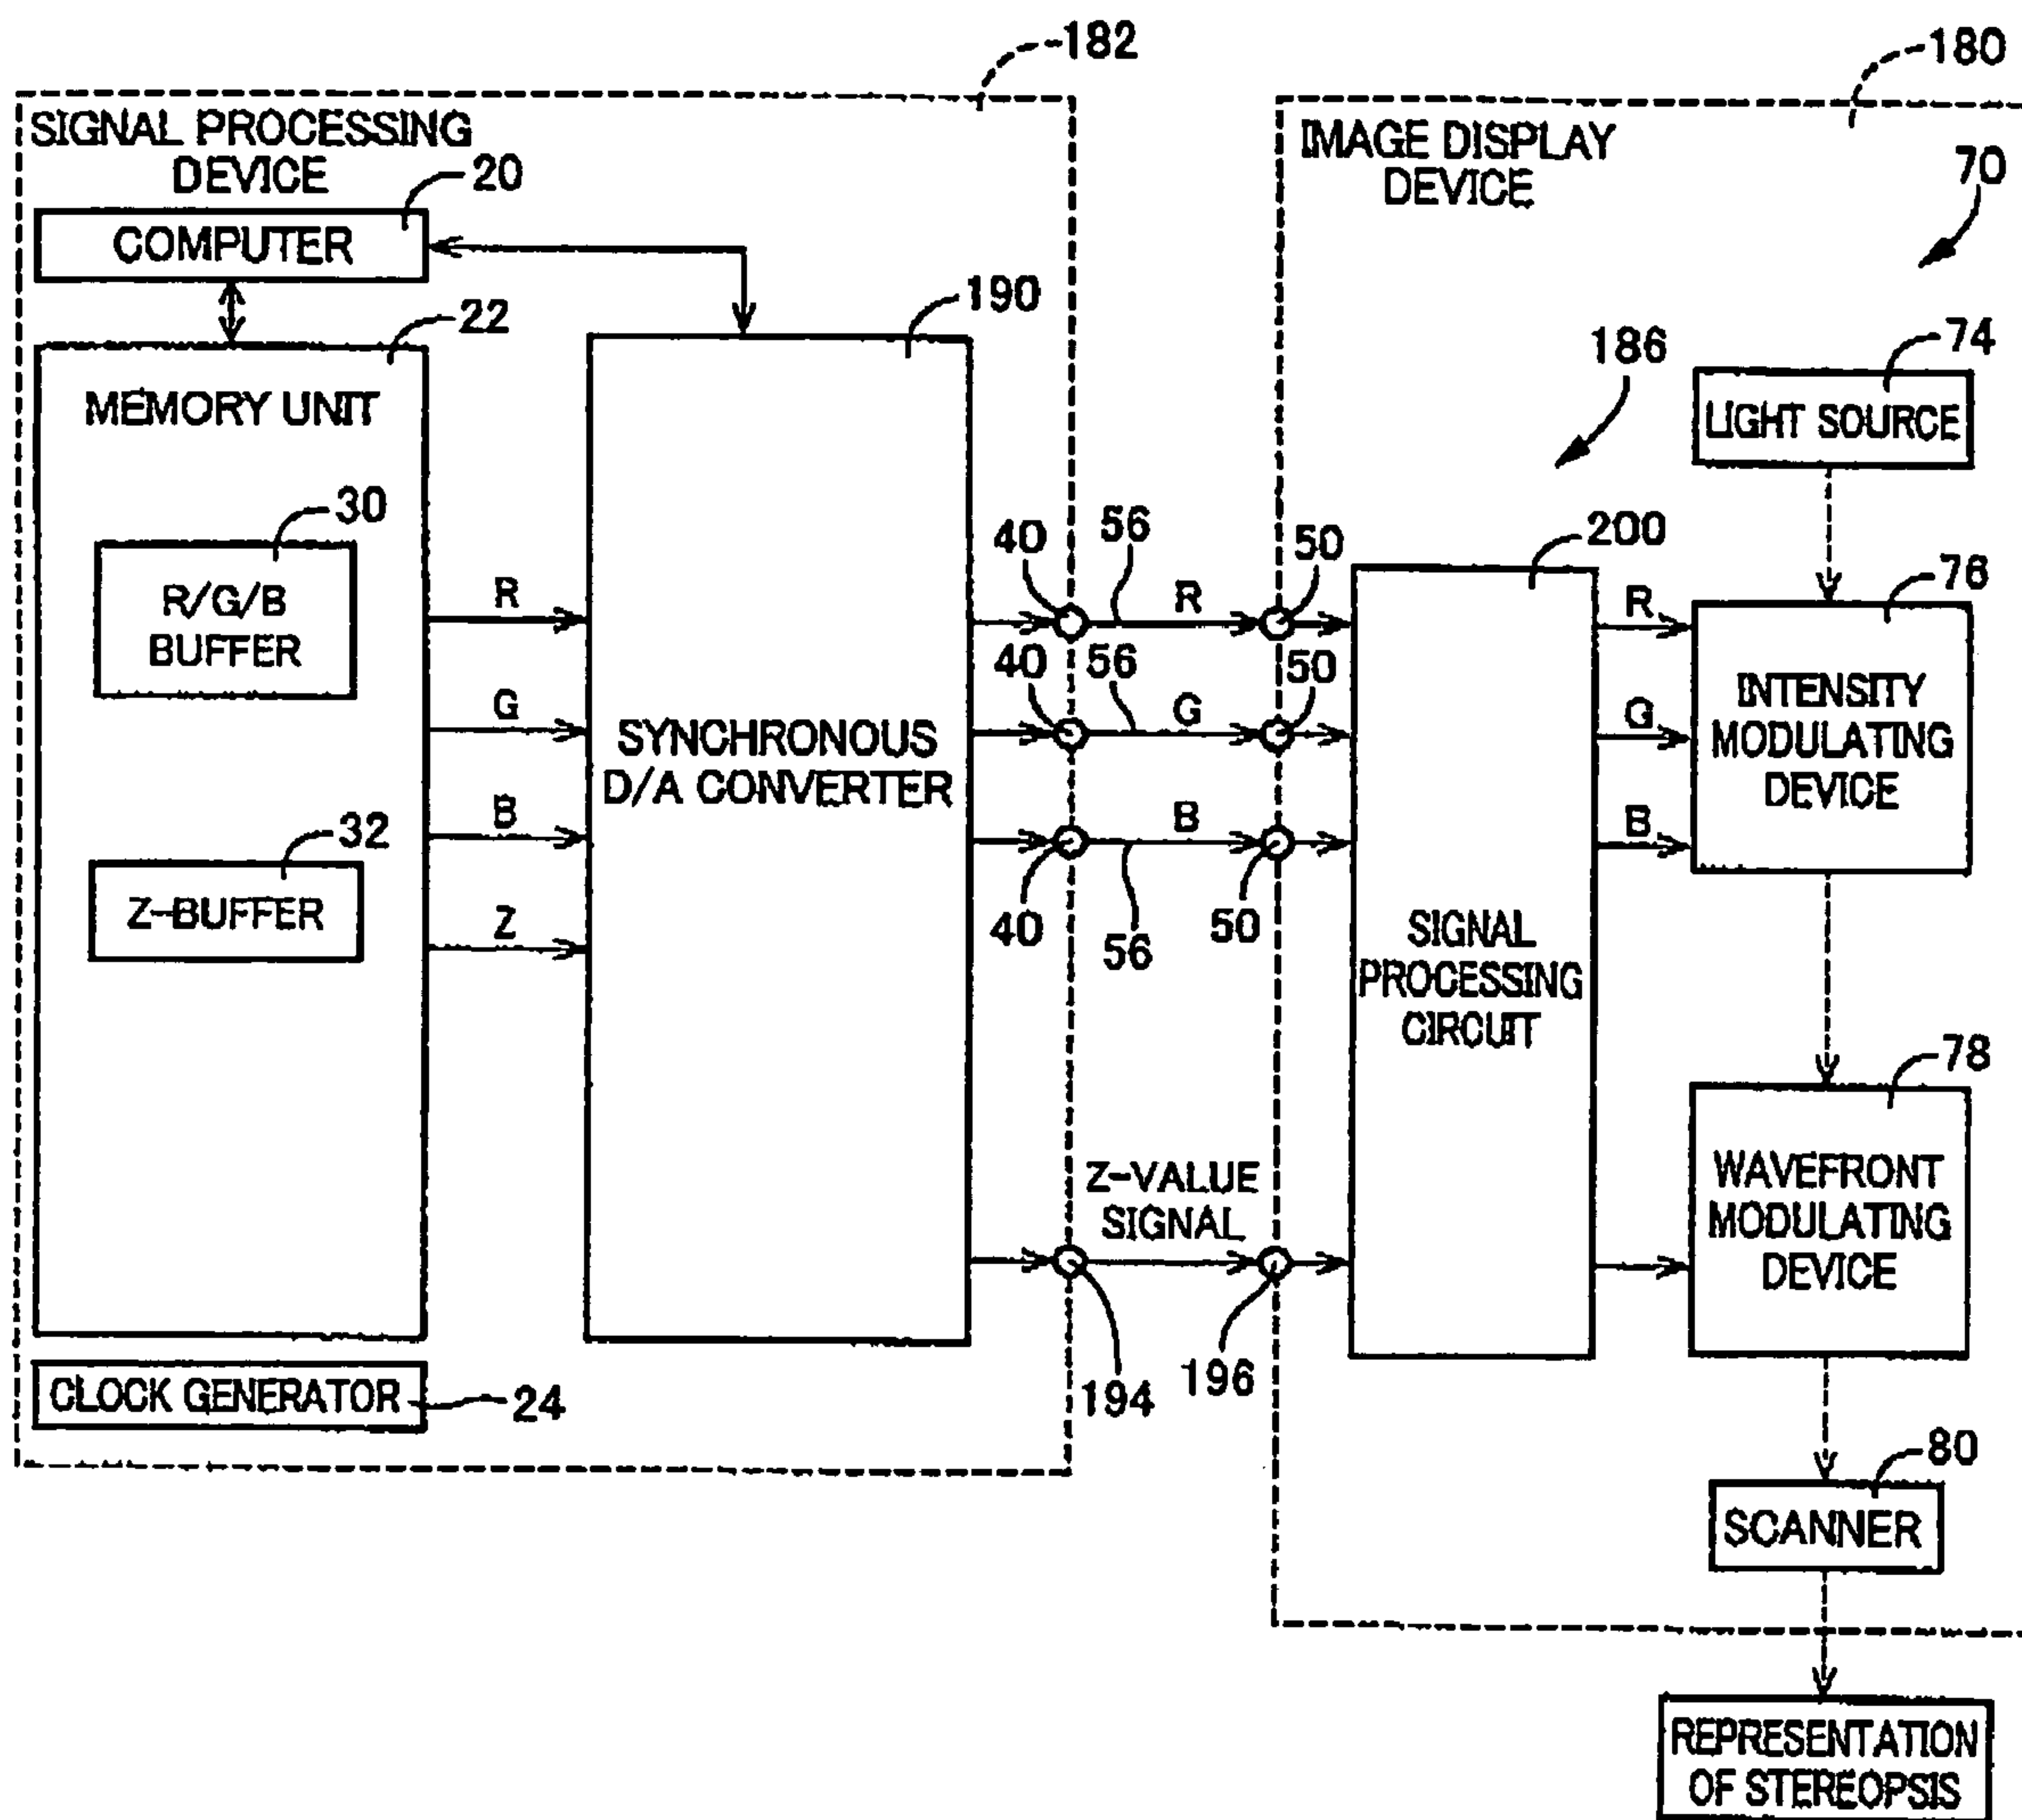 182
180
SIGNAL PROCESSING
DEVICE
IMAGE DISPLAY
DEVICE
70
20
COMPUTER
190
22
MEMORY UNIT
186
74
LIGHT SOURCE
30
R/G/B
BUFFER
R
G
B
Z
32
Z-BUFFER
SYNCHRONOUS
D/A CONVERTER
40
56
R
50
40
56
G
50
B
40
56
50
200
SIGNAL
PROCESSING
CIRCUIT
R
G
B
76
INTENSITY
MODULATING
DEVICE
78
WAVEFRONT
MODULATING
DEVICE
Z-VALUE
SIGNAL
194
196
CLOCK GENERATOR
24
80
SCANNER
REPRESENTATION
OF STEREOPSIS